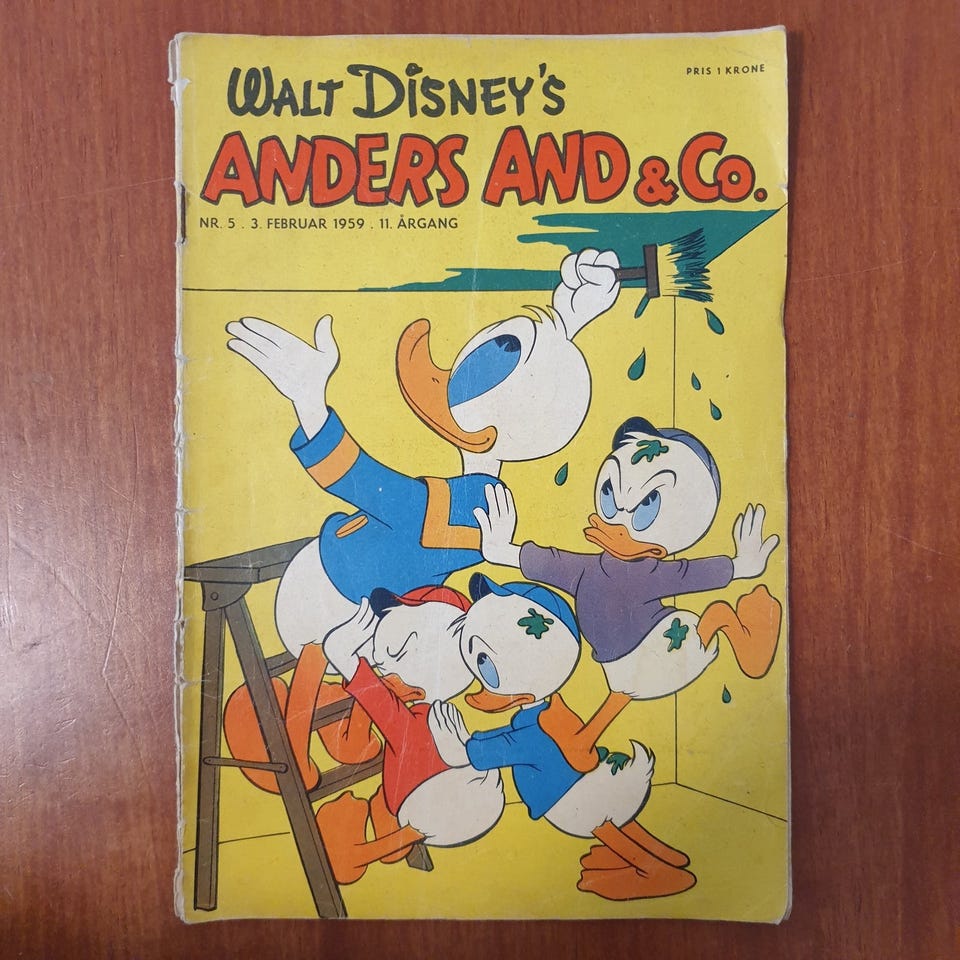 WALT DISNEY'S
PRIS 1 KRONE
ANDERS AND & CO.
NR. 5 . 3. FEBRUAR 1959 . 11. ÅRGANG